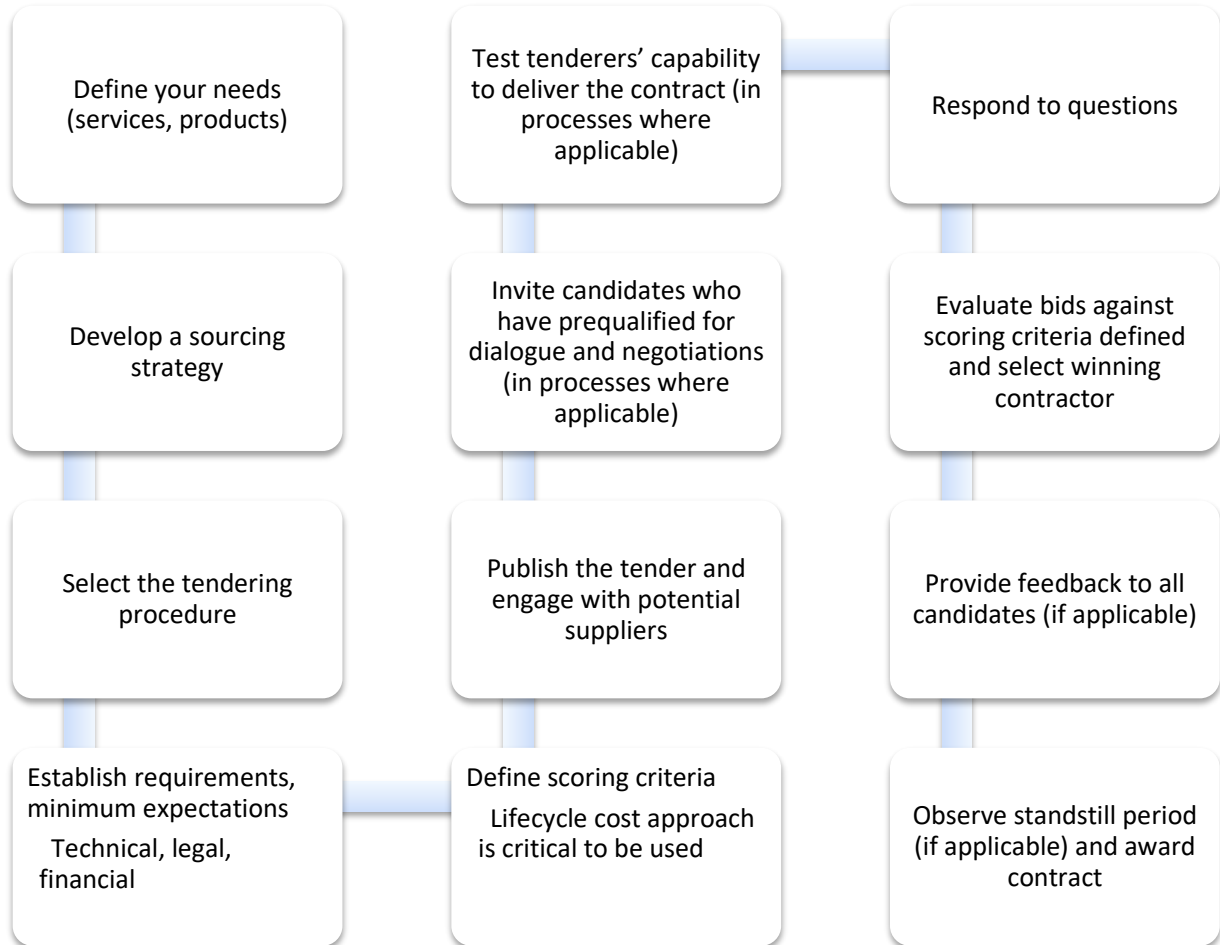 Define your needs
(services, products)
Develop a sourcing
strategy
Select the tendering
procedure
Establish requirements,
minimum expectations
Technical, legal,
financial
Define scoring criteria
Lifecycle cost approach
is critical to be used
Publish the tender and
engage with potential
suppliers
Invite candidates who
have prequalified for
dialogue and negotiations
(in processes where
applicable)
Test tenderers’ capability
to deliver the contract (in
processes where
applicable)
Respond to questions
Evaluate bids against
scoring criteria defined
and select winning
contractor
Provide feedback to all
candidates (if applicable)
Observe standstill period
(if applicable) and award
contract